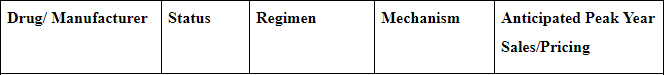 Drug/ Manufacturer Status Regimen Mechanism Anticipated Peak Year
Sales/Pricing